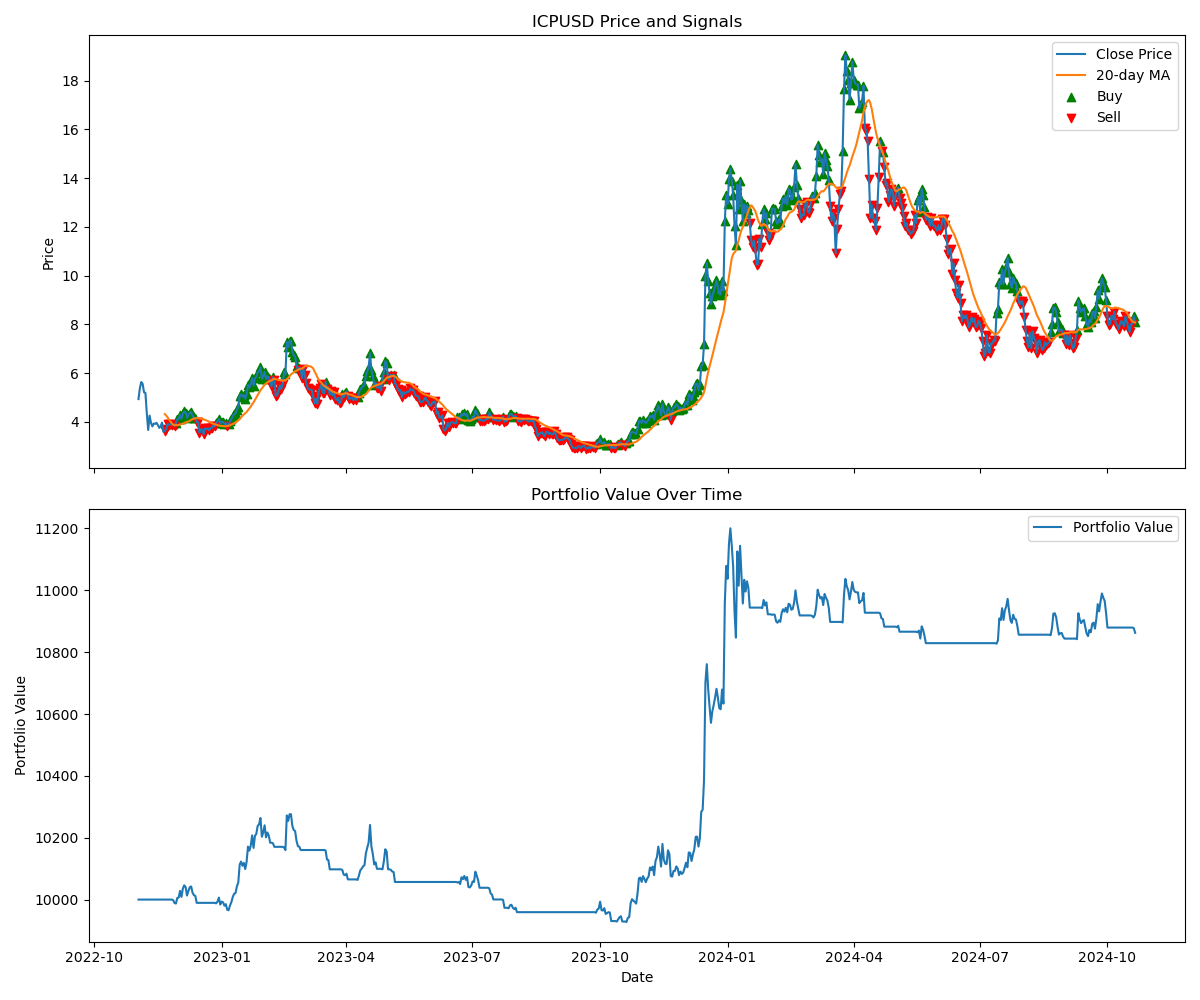 ICPUSD Price and Signals
Close Price
20-day MA
Buy
Sell
18
16
14
12
10
8
6
4
Price
Portfolio Value Over Time
Portfolio Value
11200
11000
10800
10600
10400
10200
10000
Portfolio Value
2022-10
2023-01
2023-04
2023-07
2023-10
2024-01
2024-04
2024-07
2024-10
Date